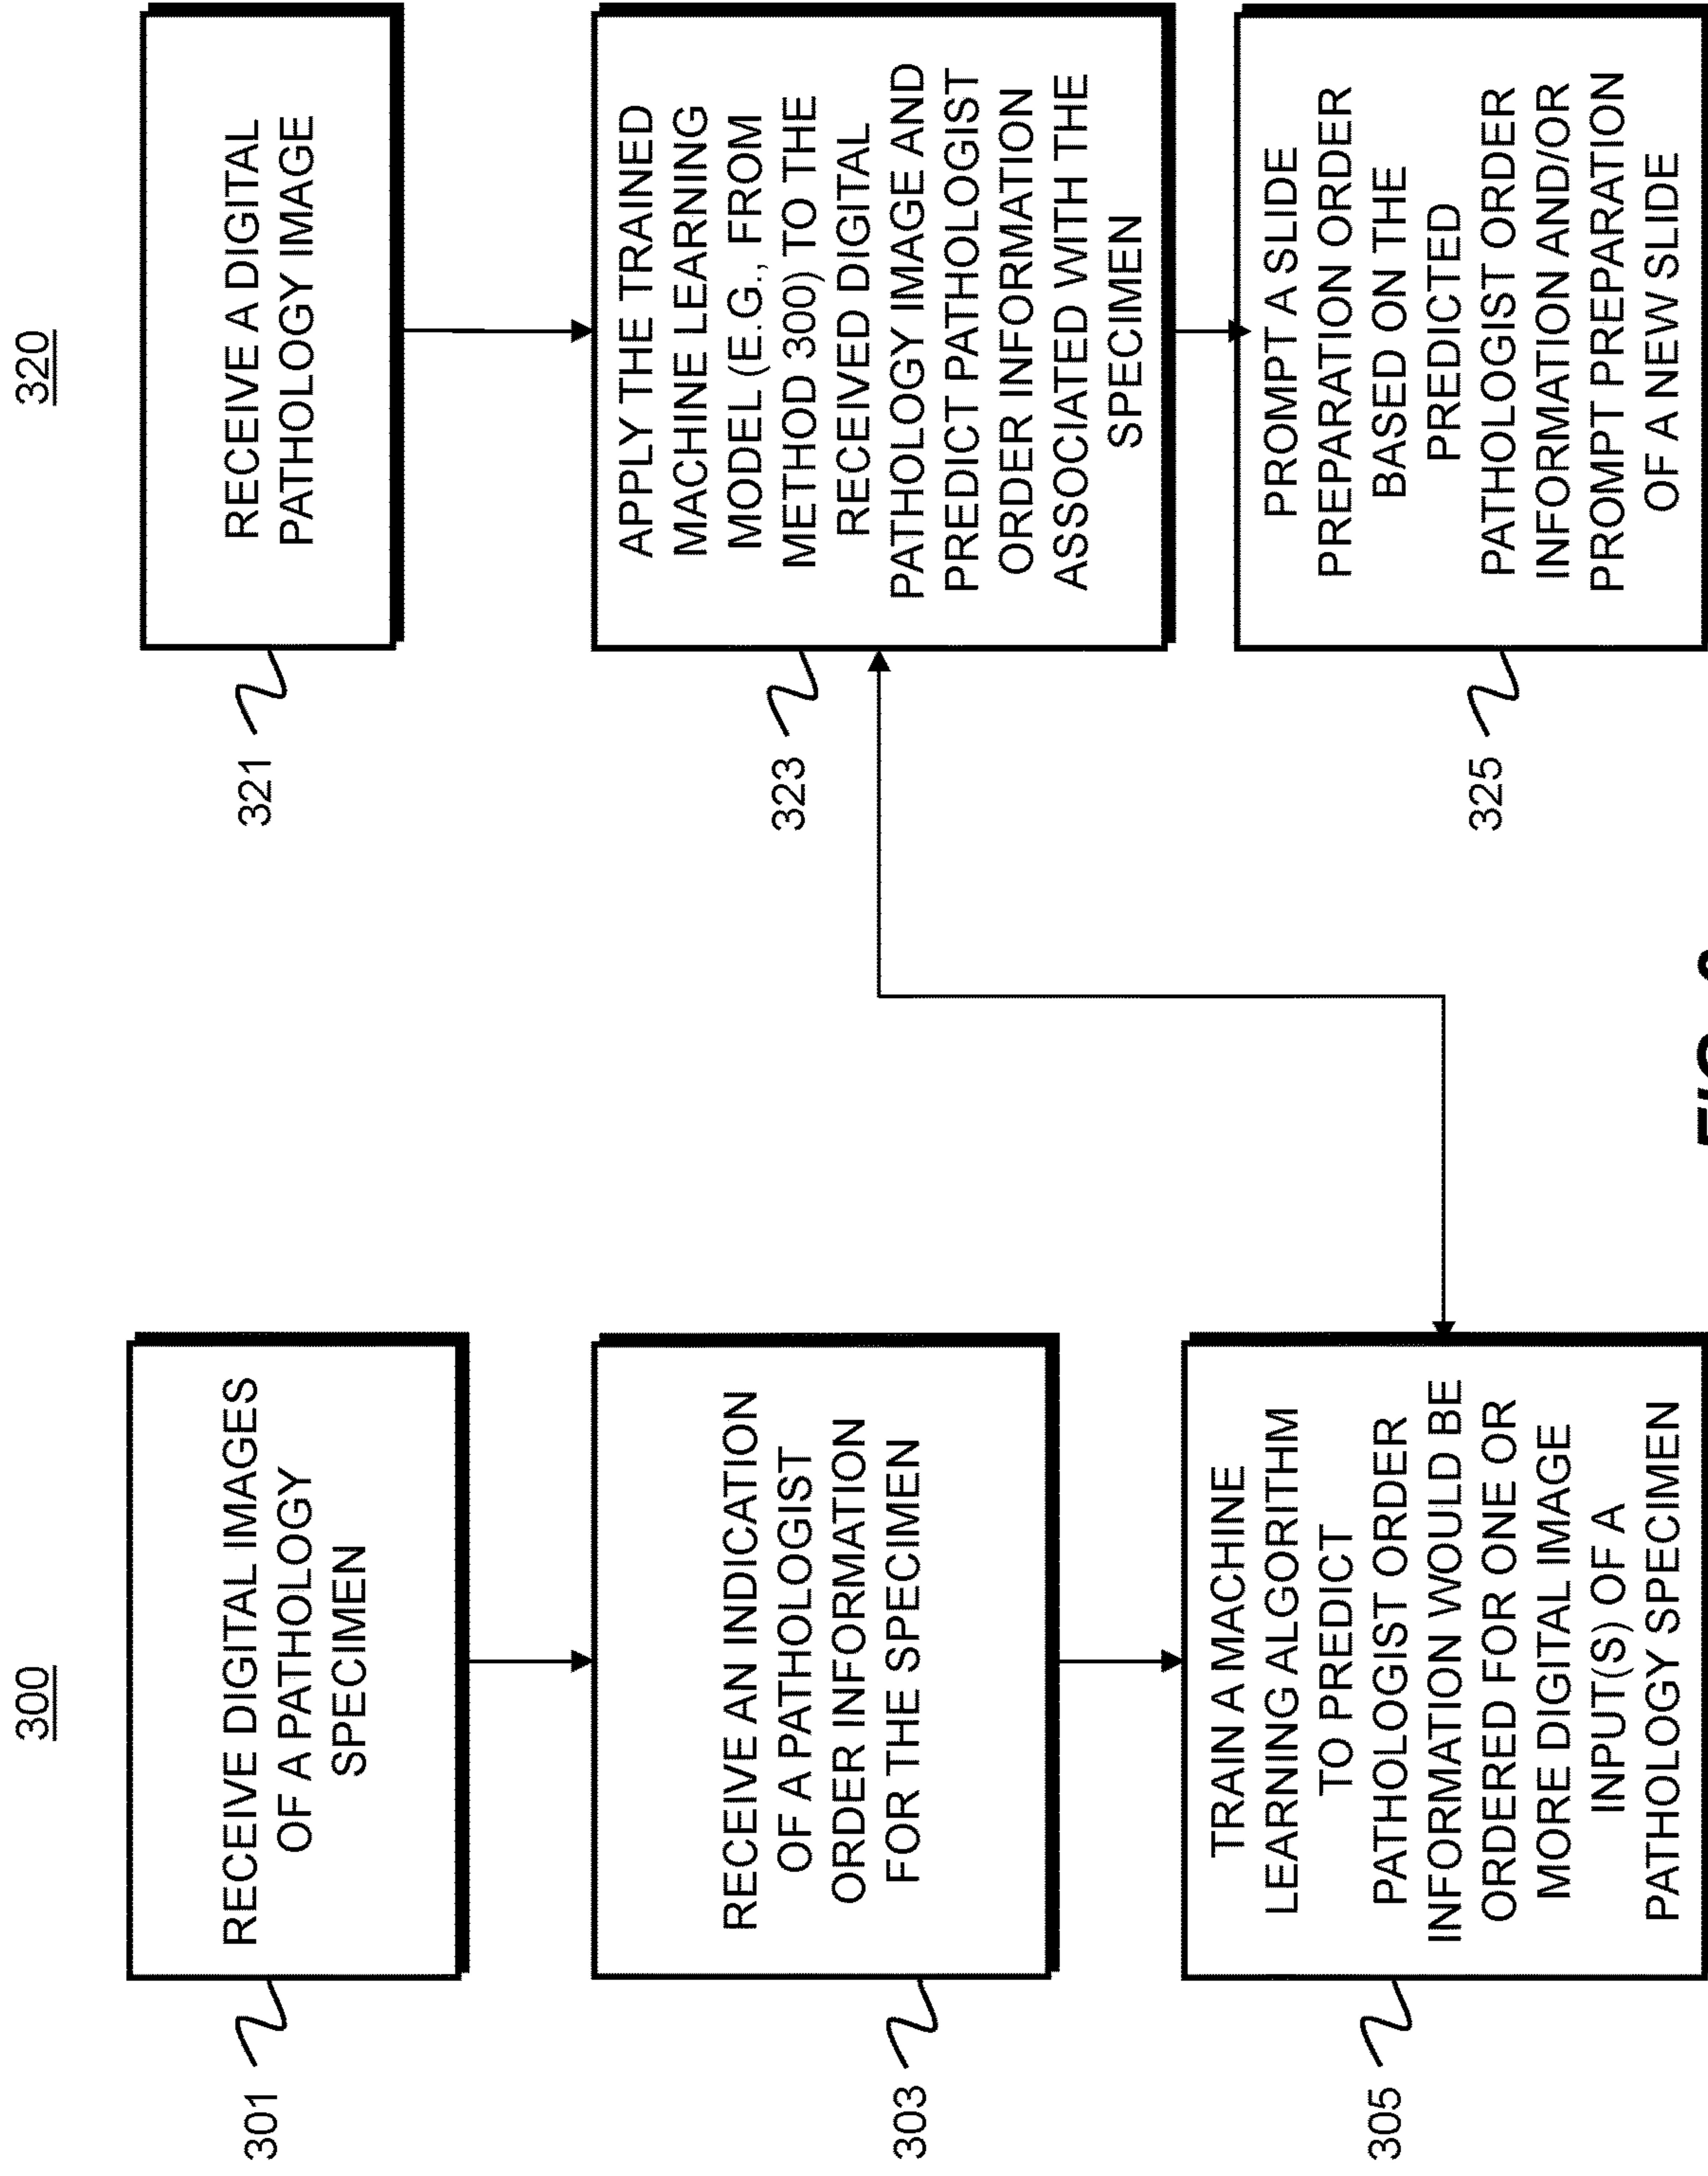 300
301
RECEIVE DIGITAL IMAGES
OF A PATHOLOGY
SPECIMEN
303
RECEIVE AN INDICATION
OF A PATHOLOGIST
ORDER INFORMATION
FOR THE SPECIMEN
305
TRAIN A MACHINE
LEARNING ALGORITHM
TO PREDICT
PATHOLOGIST ORDER
INFORMATION WOULD BE
ORDERED FOR ONE OR
MORE DIGITAL IMAGE
INPUT(S) OF A
PATHOLOGY SPECIMEN
320
321
RECEIVE A DIGITAL
PATHOLOGY IMAGE
323
APPLY THE TRAINED
MACHINE LEARNING
MODEL (E.G., FROM
METHOD 300) TO THE
RECEIVED DIGITAL
PATHOLOGY IMAGE AND
PREDICT PATHOLOGIST
ORDER INFORMATION
ASSOCIATED WITH THE
SPECIMEN
325
PROMPT A SLIDE
PREPARATION ORDER
BASED ON THE
PREDICTED
PATHOLOGIST ORDER
INFORMATION AND/OR
PROMPT PREPARATION
OF A NEW SLIDE